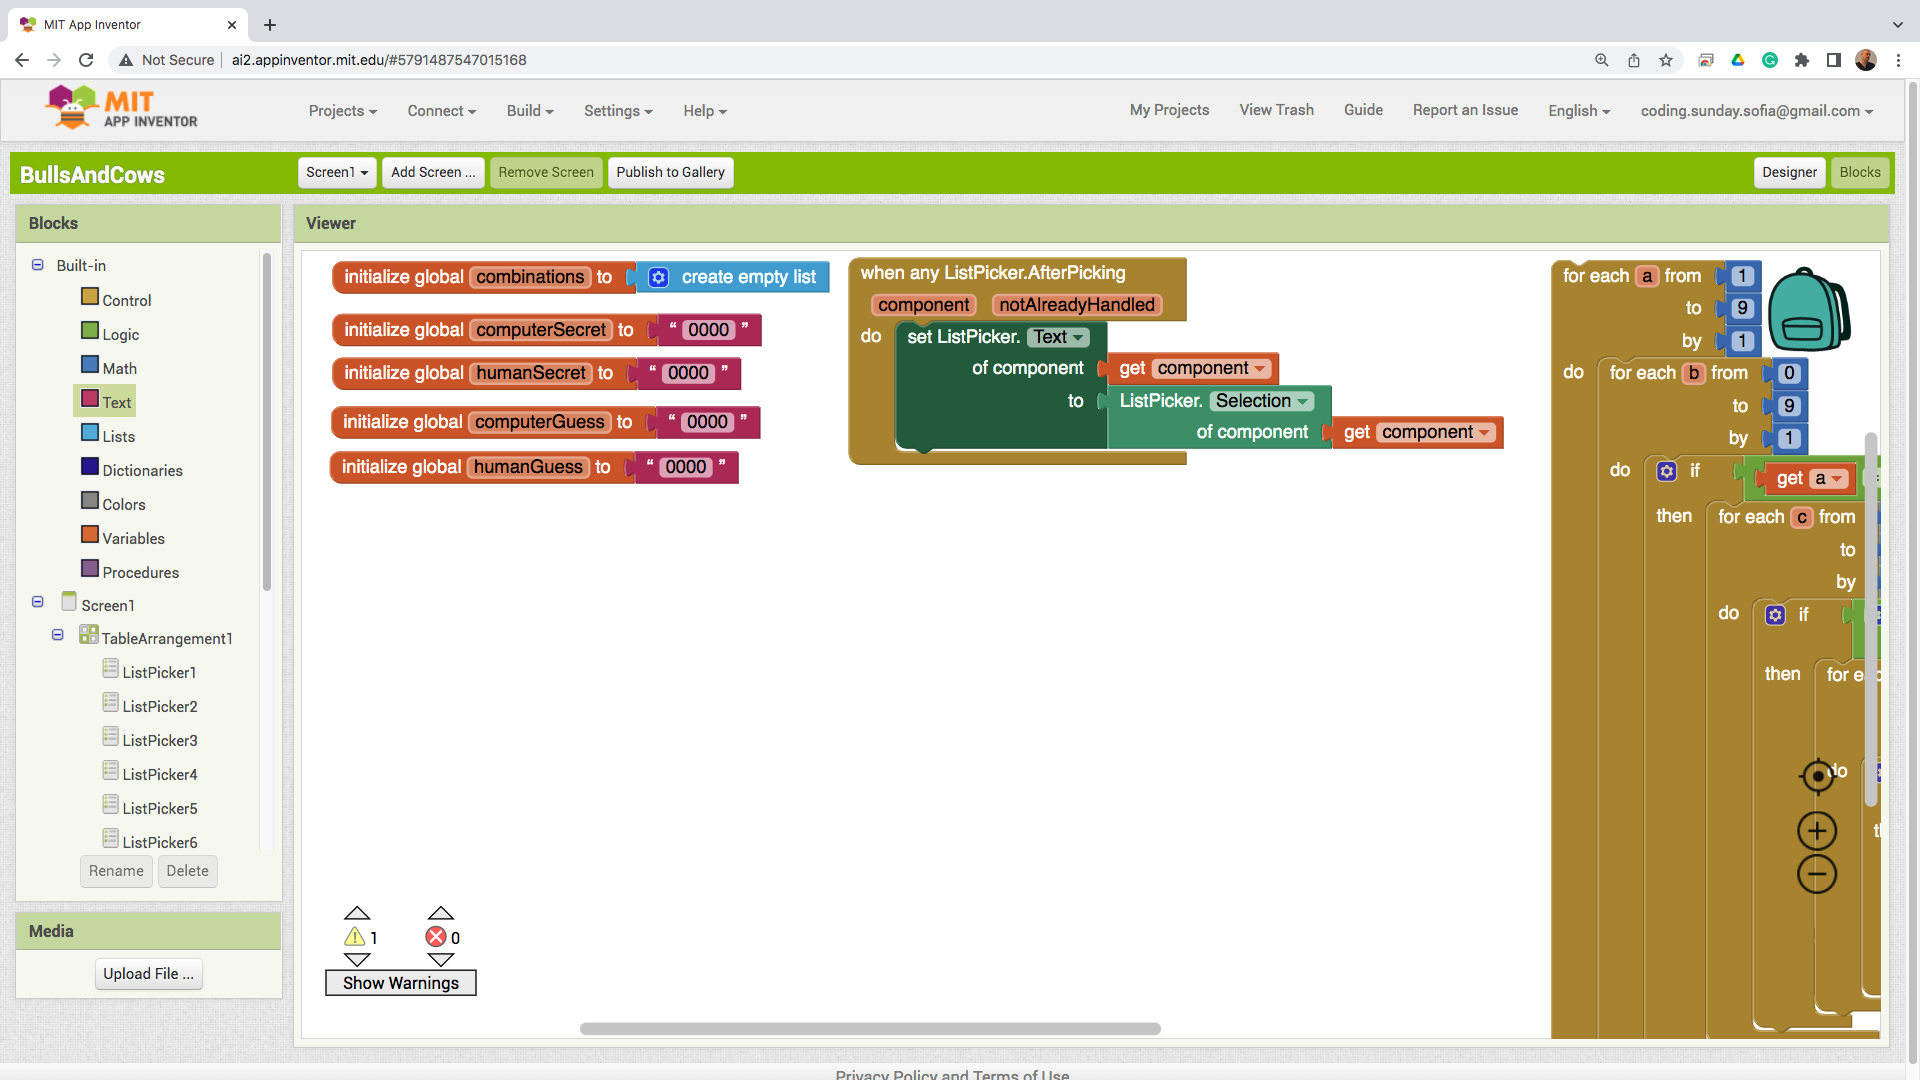 MIT App Inventor
Not Secure
ai2.appinventor.mit.edu/#5791487547015168
MIT
APP INVENTOR
Projects
Connect
Build
Settings
Help
My Projects
View Trash
Guide
Report an Issue
English
coding.sunday.sofia@gmail.com
BullsAndCows
Screen1
Add Screen ...
Remove Screen
Publish to Gallery
Designer
Blocks
Blocks
Built-in
Control
Logic
Math
Text
Lists
Dictionaries
Colors
Variables
Procedures
Screen1
TableArrangement1
ListPicker1
ListPicker2
ListPicker3
ListPicker4
ListPicker5
ListPicker6
Rename
Delete
Media
Upload File ...
Viewer
initialize global combinations to create empty list
initialize global computerSecret to “ 0000 ”
initialize global humanSecret to “ 0000 ”
initialize global computerGuess to “ 0000 ”
initialize global humanGuess to “ 0000 ”
when any ListPicker.AfterPicking
component notAlreadyHandled
do set ListPicker. Text
of component get component
to ListPicker. Selection
of component get component
for each a from 1
to 9
by 1
do for each b from 0
to 9
by 1
do if get a
then for each c from
to
by
do if
then
do
1
0
Show Warnings
Privacy Policy and Terms of Use